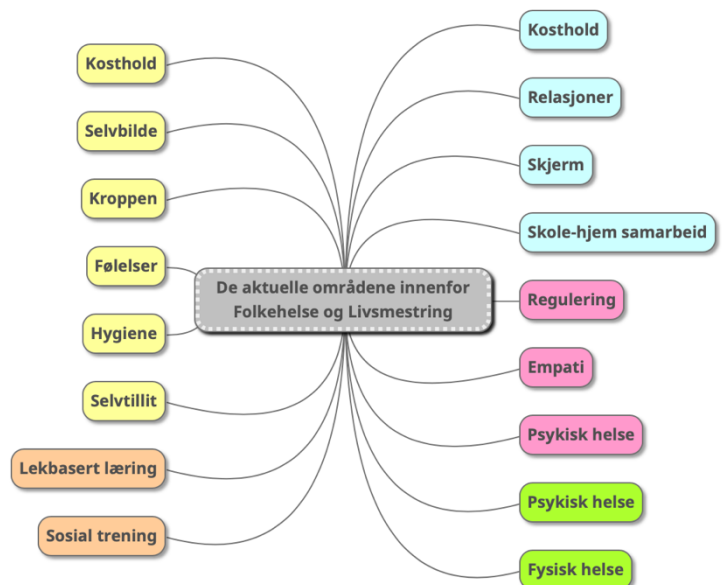 Kosthold
Selvbilde
Kroppen
Følelser
Hygiene
Selvtillit
Lekbasert læring
Sosial trening
De aktuelle områdene innenfor
Folkehelse og Livsmestring
Kosthold
Relasjoner
Skjerm
Skole-hjem samarbeid
Regulering
Empati
Psykisk helse
Psykisk helse
Fysisk helse